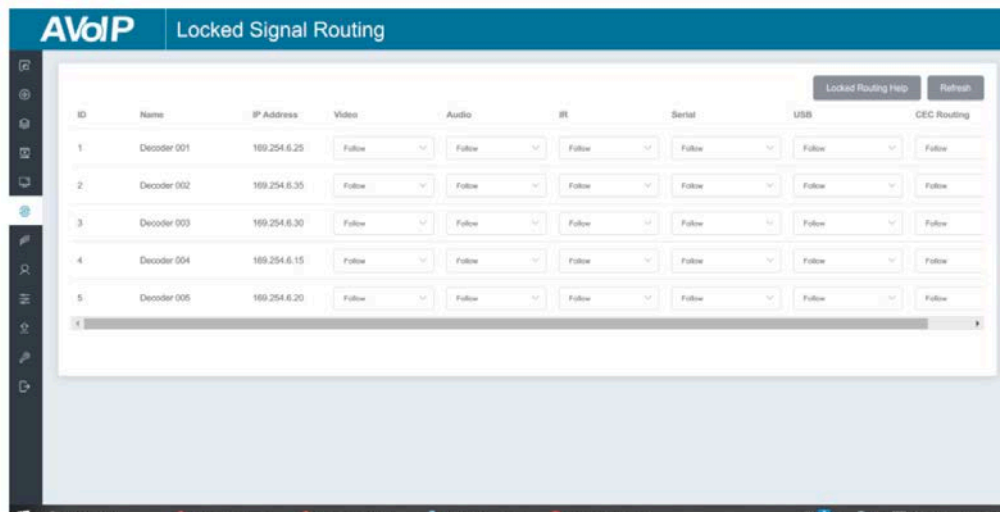 AVoIP Locked Signal Routing
Locked Routing Help Refresh
ID Name IP Address Video Audio IR Serial USB CEC Routing
1 Decoder 001 169.254.6.25 Follow Follow Follow Follow Follow Follow
2 Decoder 002 169.254.6.35 Follow Follow Follow Follow Follow Follow
3 Decoder 003 169.254.6.30 Follow Follow Follow Follow Follow Follow
4 Decoder 004 169.254.6.15 Follow Follow Follow Follow Follow Follow
5 Decoder 005 169.254.6.20 Follow Follow Follow Follow Follow Follow